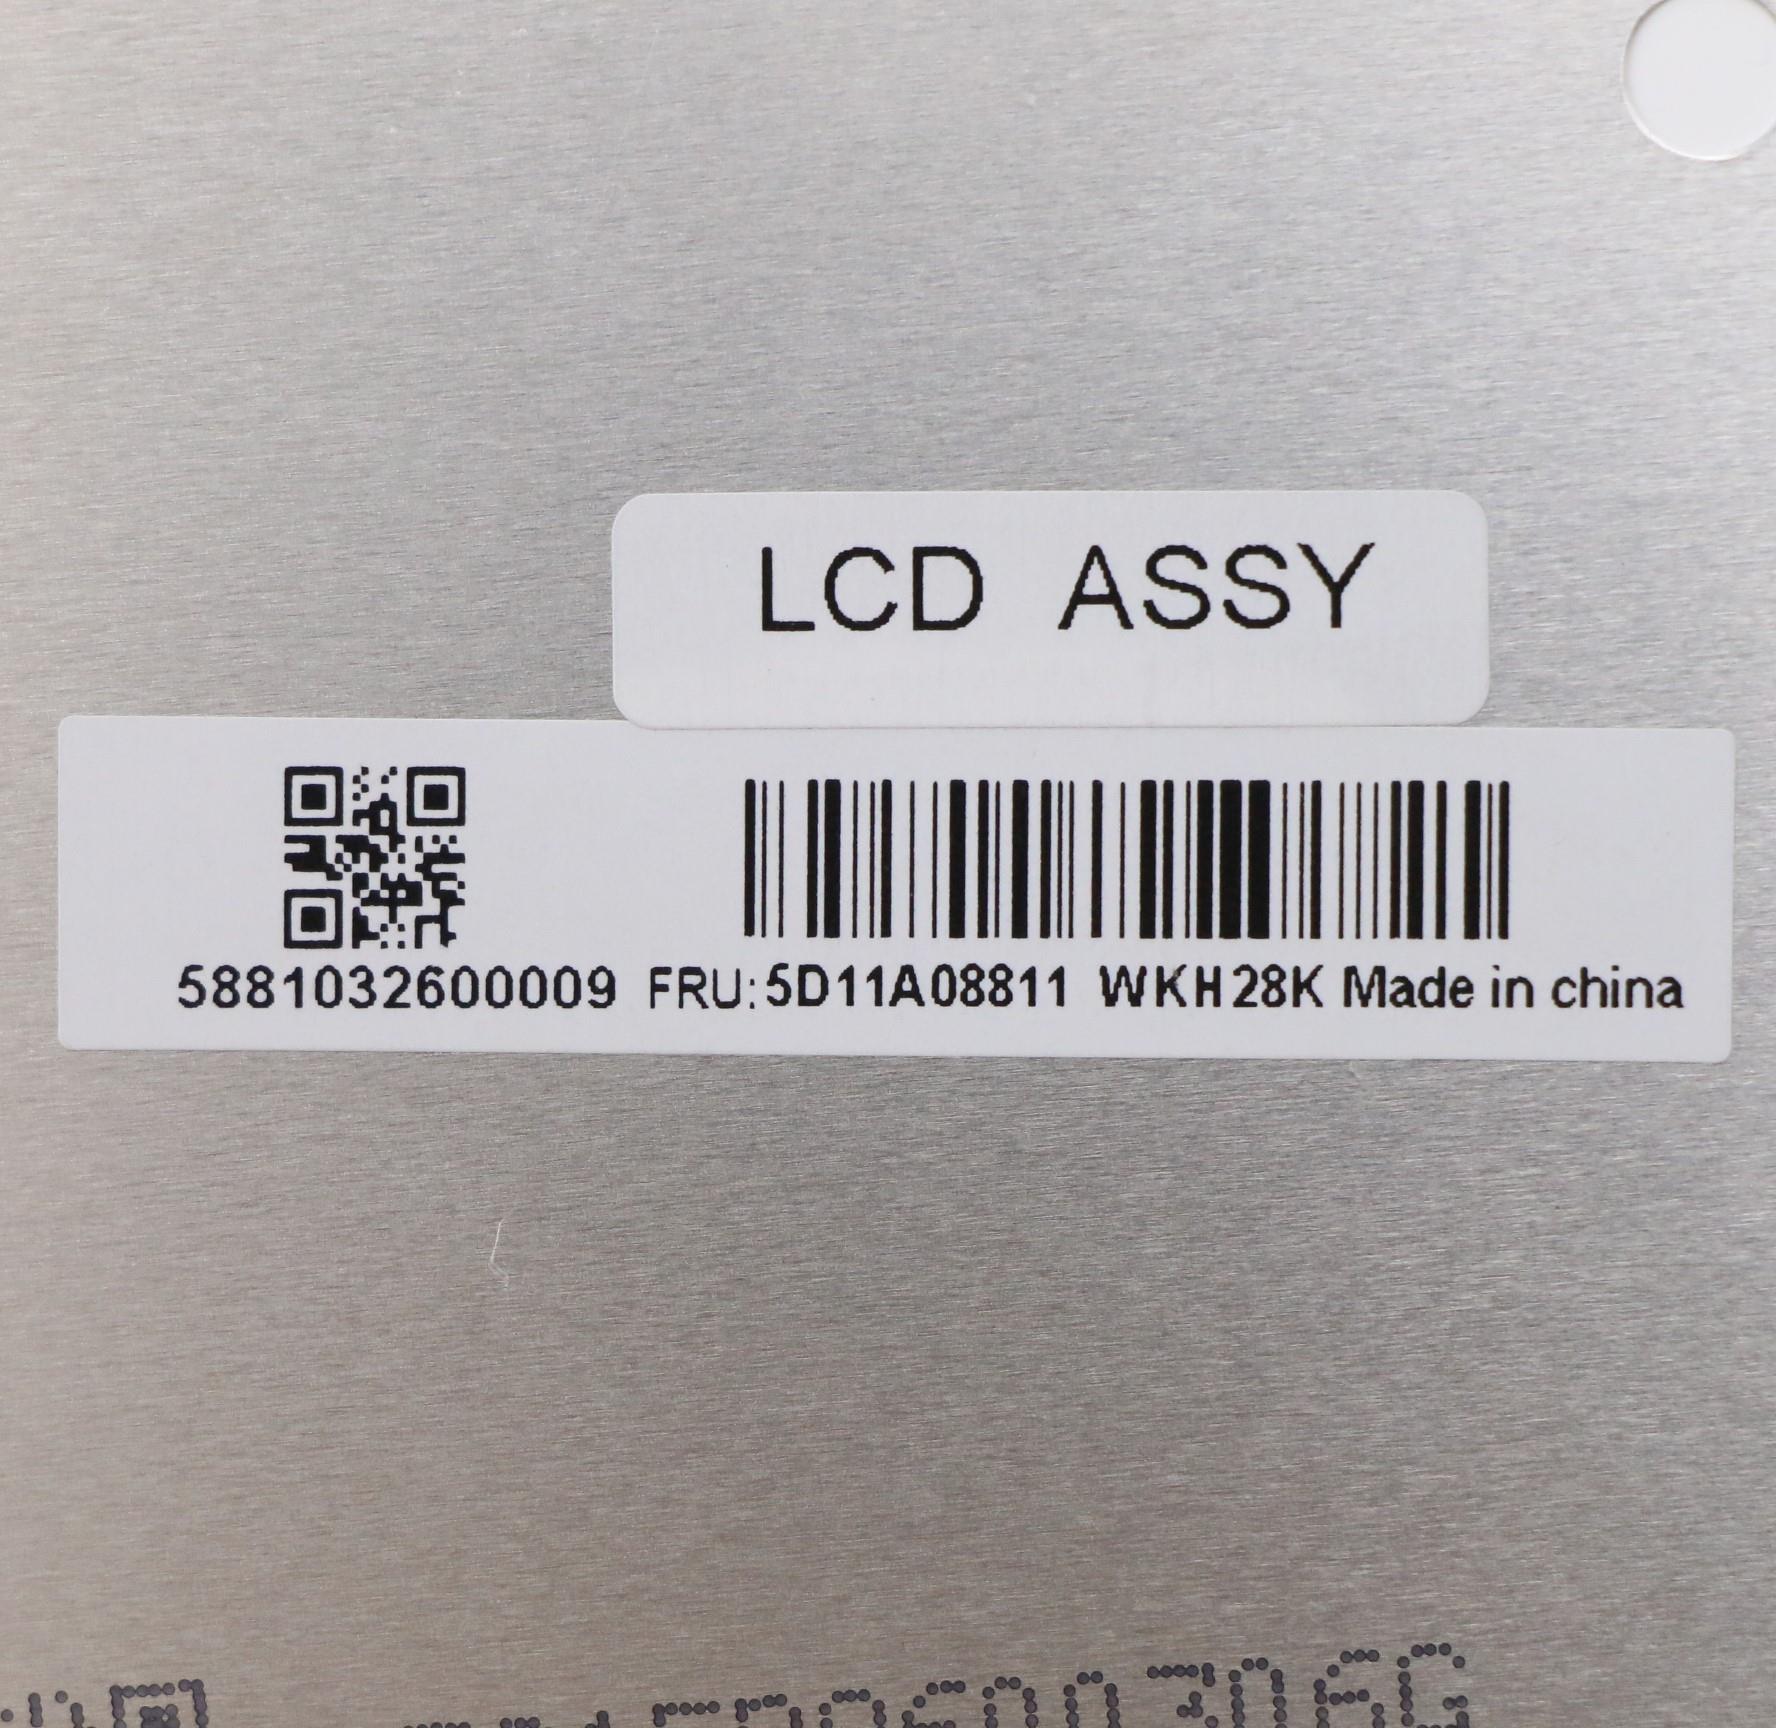 LCD ASSY
5881032600009 FRU:5D11A08811 WKH28K Made in china